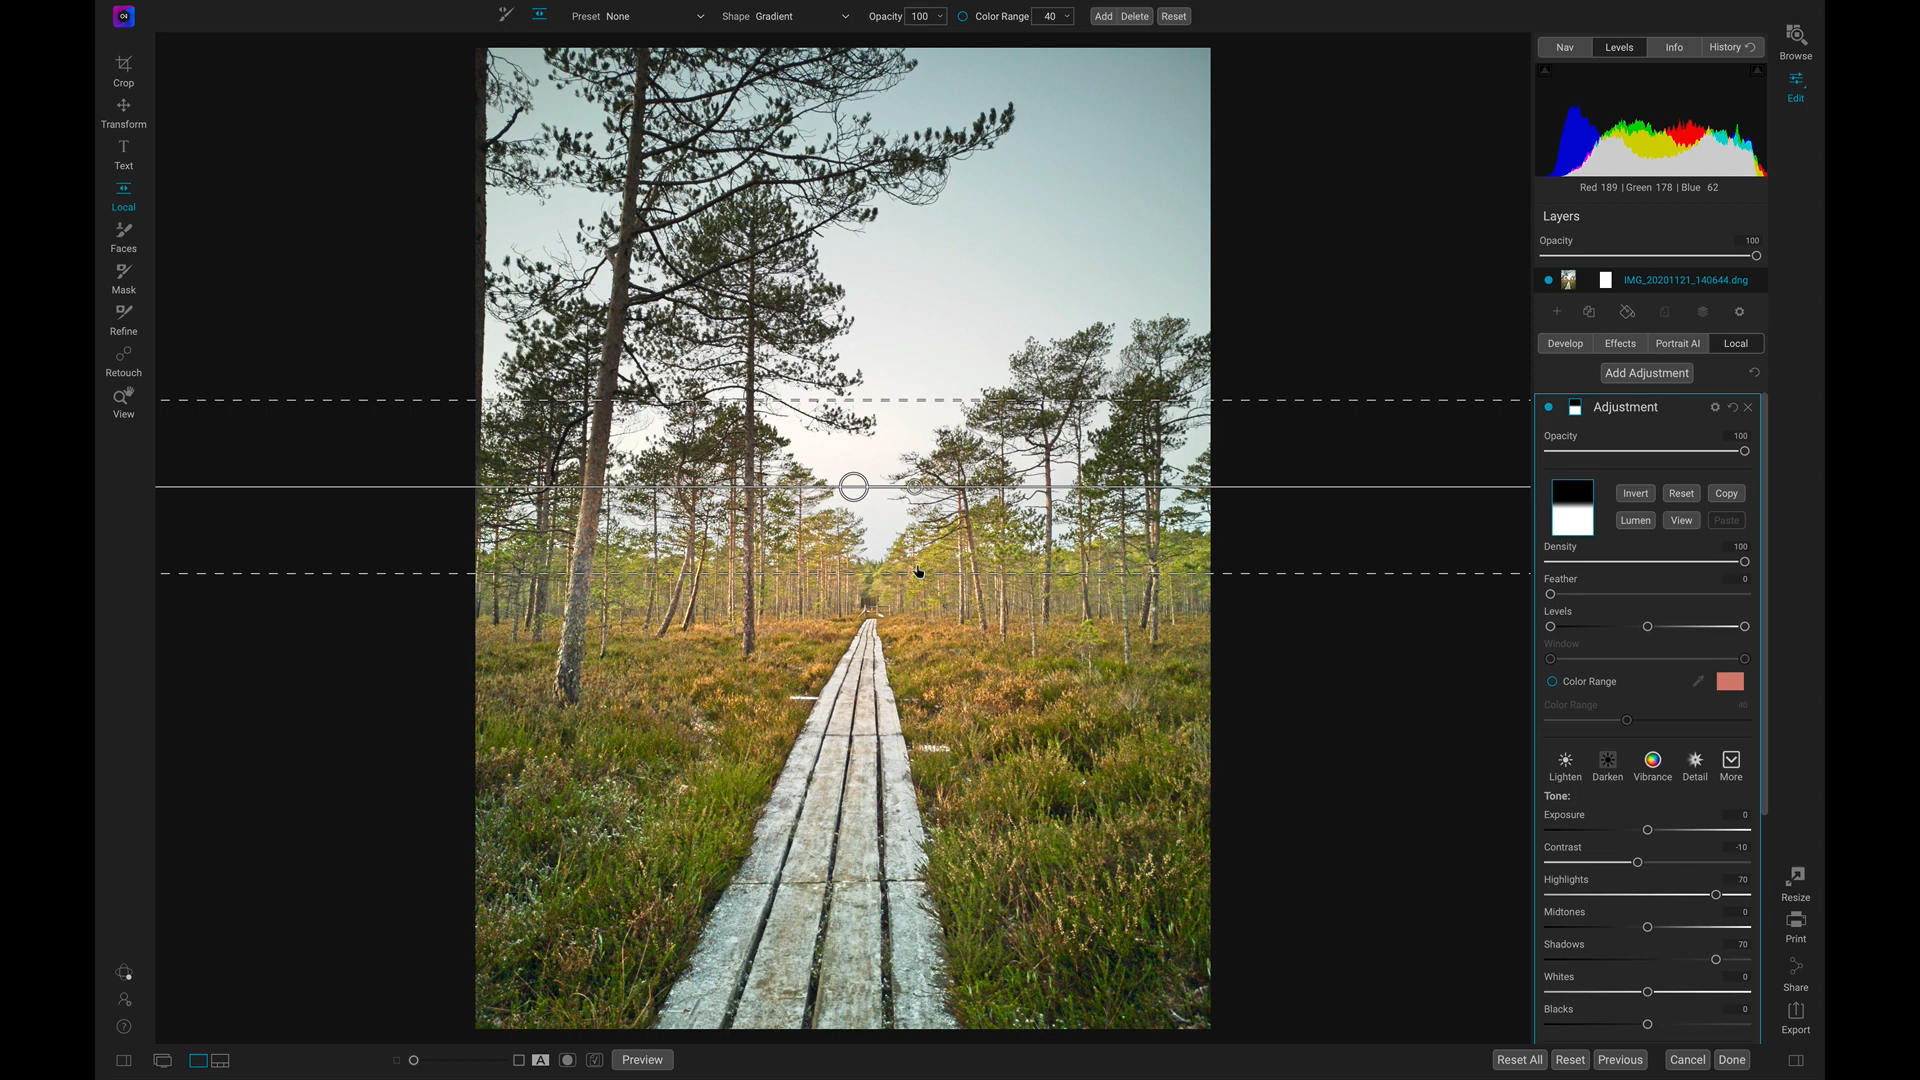 Preset None Shape Gradient Opacity 100 Color Range 40 Add Delete Reset
Crop
Transform
Text
Local
Faces
Mask
Refine
Retouch
View
Nav Levels Info History
Red 189 | Green 178 | Blue 62
Layers
Opacity 100
IMG_20201121_140644.dng
Develop Effects Portrait AI Local
Add Adjustment
Adjustment
Opacity 100
Invert Reset Copy
Lumen View Paste
Density 100
Feather 0
Levels
Window
Color Range
Color Range 40
Lighten Darken Vibrance Detail More
Tone:
Exposure 0
Contrast -10
Highlights 70
Midtones 0
Shadows 70
Whites 0
Blacks 0
Browse
Edit
Resize
Print
Share
Export
A Preview Reset All Reset Previous Cancel Done